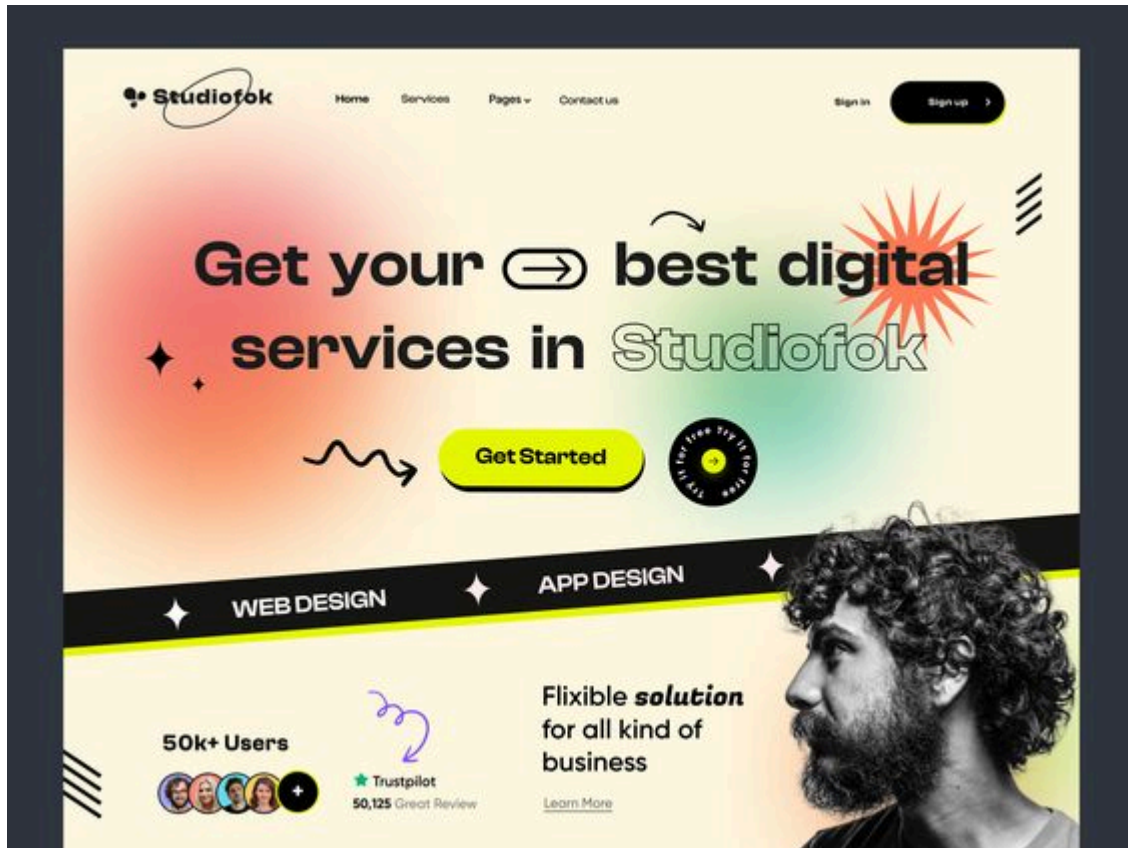 Studiofok
Home Services Pages Contact us
Sign in Sign up
Get your best digital
services in Studiofok
Get Started
Try it for free Try it for free
WEB DESIGN
APP DESIGN
50k+ Users
+
Trustpilot
50,125 Great Review
Flixible solution
for all kind of
business
Learn More